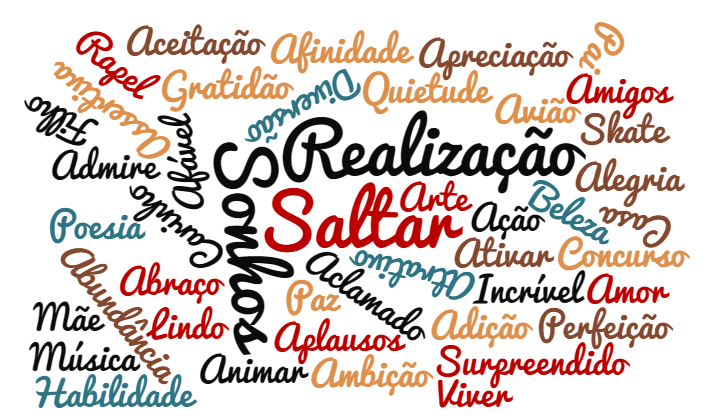 Aceitação
Rapel
Afinidade
Apreciação
Pai
Assertiva
Gratidão
Diversão
Quietude
Avião
Amigos
Filho
Skate
Afável
Realização
Admire
Sonhos
Alegria
Carinho
Saltar
Arte
Beleza
Casa
Poesia
Ação
Ativar
Concurso
Abundância
Abraço
Aclamado
Atrativo
Incrível
Amor
Paz
Mãe
Lindo
Aplausos
Adição
Perfeição
Música
Animar
Ambição
Surpreendido
Habilidade
Viver